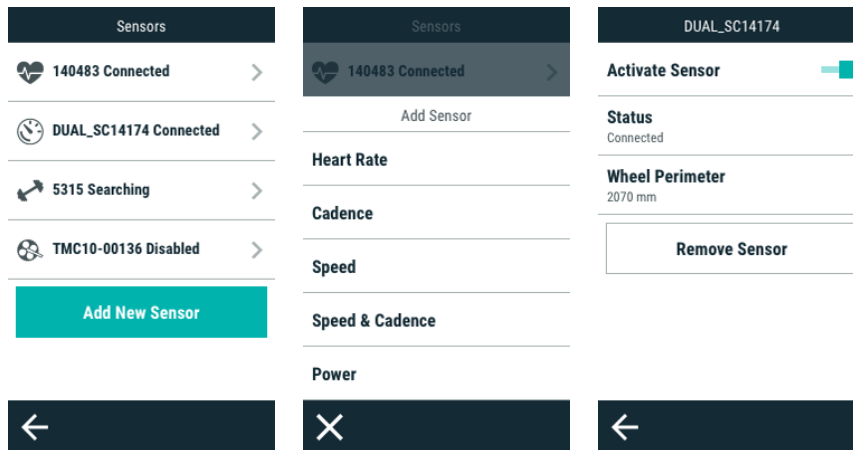 Sensors
140483 Connected
DUAL_SC14174 Connected
5315 Searching
TMC10-00136 Disabled
Add New Sensor
Sensors
140483 Connected
Add Sensor
Heart Rate
Cadence
Speed
Speed & Cadence
Power
DUAL_SC14174
Activate Sensor
Status
Connected
Wheel Perimeter
2070 mm
Remove Sensor